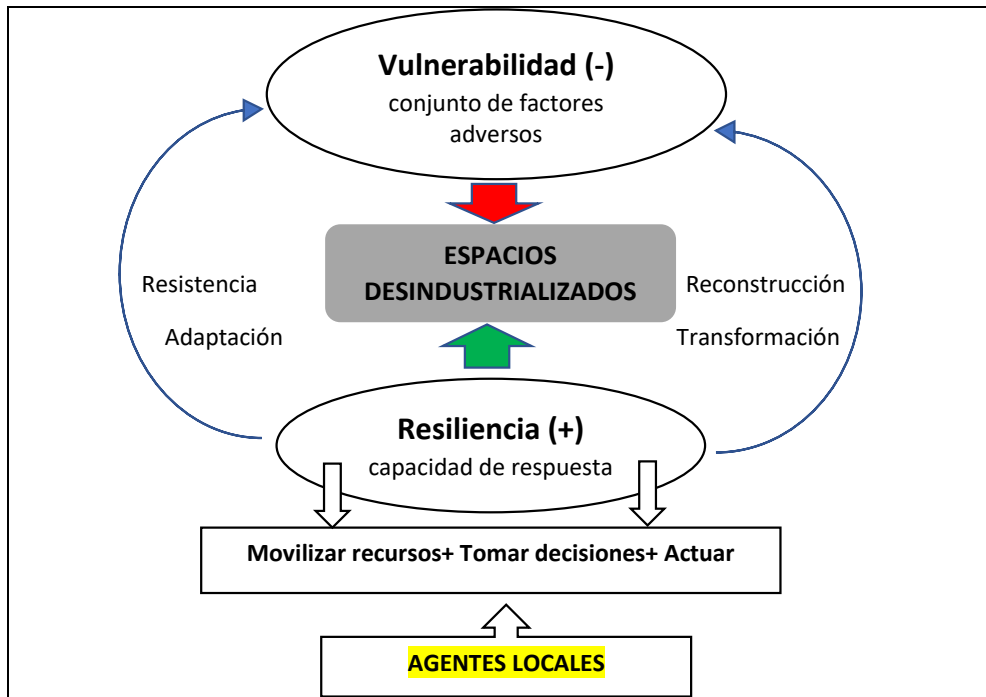 Vulnerabilidad (-)
conjunto de factores
adversos
ESPACIOS
DESINDUSTRIALIZADOS
Resistencia
Adaptación
Reconstrucción
Transformación
Resiliencia (+)
capacidad de respuesta
Movilizar recursos+ Tomar decisiones+ Actuar
AGENTES LOCALES